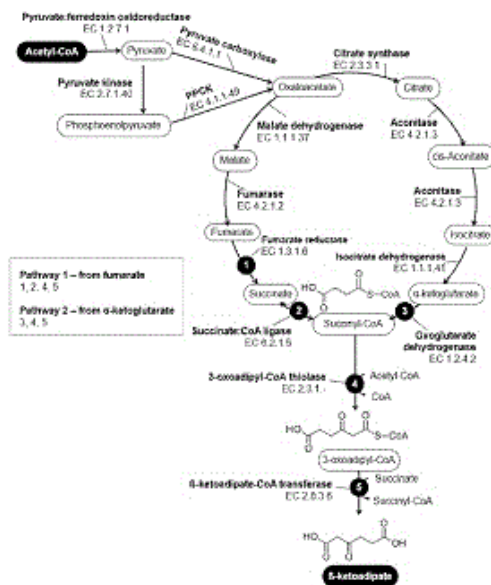 Pyruvate:ferredoxin oxidoreductase
EC 1.2.7.1
Acetyl-CoA
Pyruvate
Pyruvate carboxylase
EC 6.4.1.1
Citrate synthase
EC 2.3.3.1
Pyruvate kinase
EC 2.7.1.40
PPCK
EC 4.1.1.49
Oxaloacetate
Citrate
Phosphoenolpyruvate
Malate dehydrogenase
EC 1.1.1.37
Aconitase
EC 4.2.1.3
Malate
cis-Aconitate
Fumarase
EC 4.2.1.2
Aconitase
EC 4.2.1.3
Fumarate
Isocitrate
Fumarate reductase
EC 1.3.1.6
1
Isocitrate dehydrogenase
EC 1.1.1.41
Pathway 1 – from fumarate
1, 2, 4, 5
Pathway 2 – from α-ketoglutarate
3, 4, 5
Succinate
HO
O
O
S-CoA
α-ketoglutarate
2
3
Succinyl-CoA
Succinate:CoA ligase
EC 6.2.1.5
Oxoglutarate
dehydrogenase
EC 1.2.4.2
3-oxoadipyl-CoA thiolase
EC 2.3.1.-
4
Acetyl-CoA
CoA
HO
O
O
O
S-CoA
3-oxoadipyl-CoA
ß-ketoadipate-CoA transferase
EC 2.8.3.6
5
Succinate
Succinyl-CoA
HO
O
O
O
OH
ß-ketoadipate